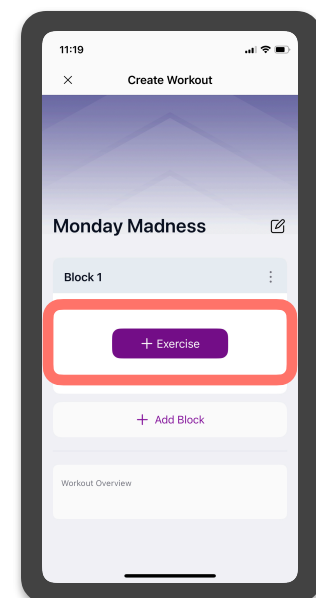 11:19
Create Workout
Monday Madness
Block 1
+ Exercise
+ Add Block
Workout Overview